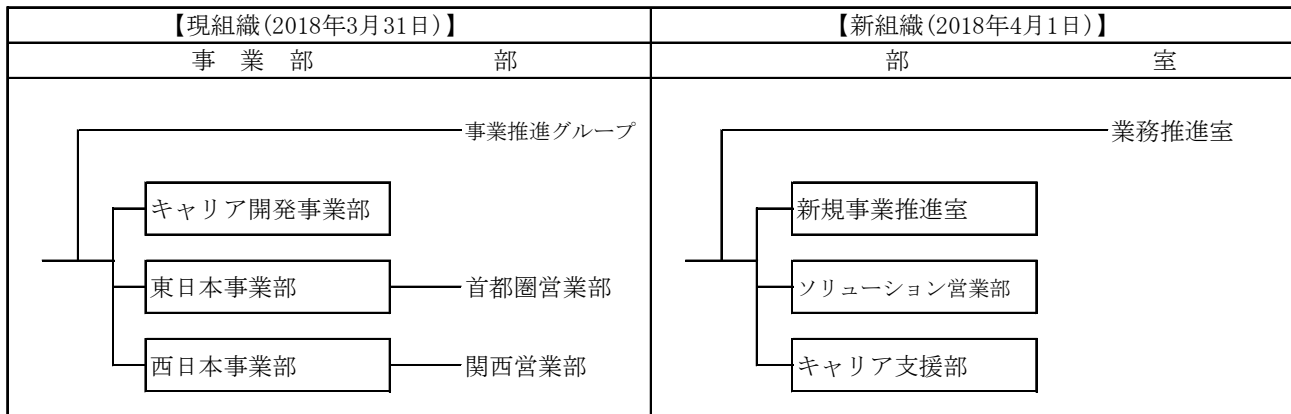 【現組織(2018年3月31日)】
事業部 部
事業推進グループ
キャリア開発事業部
東日本事業部 首都圏営業部
西日本事業部 関西営業部
【新組織(2018年4月1日)】
部 室
業務推進室
新規事業推進室
ソリューション営業部
キャリア支援部